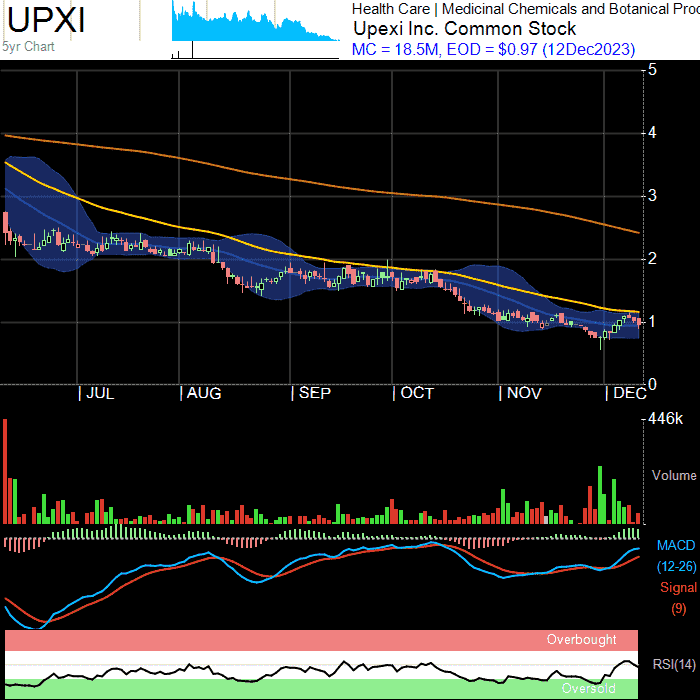 UPXI
5yr Chart
Health Care | Medicinal Chemicals and Botanical Proc
Upexi Inc. Common Stock
MC = 18.5M, EOD = $0.97 (12Dec2023)
5
4
3
2
1
0
| JUL | AUG | SEP | OCT | NOV | DEC
446k
Volume
MACD
(12-26)
Signal
(9)
Overbought
RSI(14)
Oversold